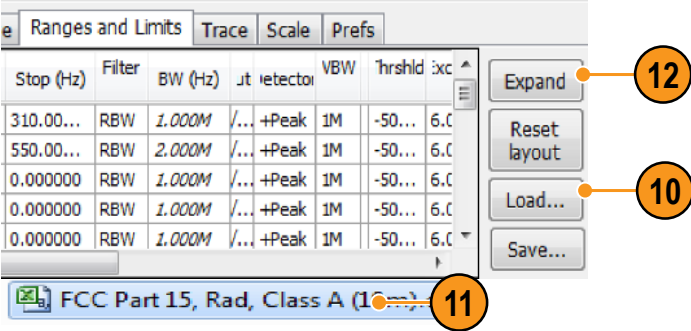 e Ranges and Limits Trace Scale Prefs
Stop (Hz) Filter BW (Hz) VBW
310.00... RBW 1.000M /... +Peak 1M -50... 6.0
550.00... RBW 2.000M /... +Peak 1M -50... 6.0
0.000000 RBW 1.000M /... +Peak 1M -50... 6.0
0.000000 RBW 1.000M /... +Peak 1M -50... 6.0
0.000000 RBW 1.000M /... +Peak 1M -50... 6.0
Expand
12
Reset
layout
Load...
10
Save...
FCC Part 15, Rad, Class A
11